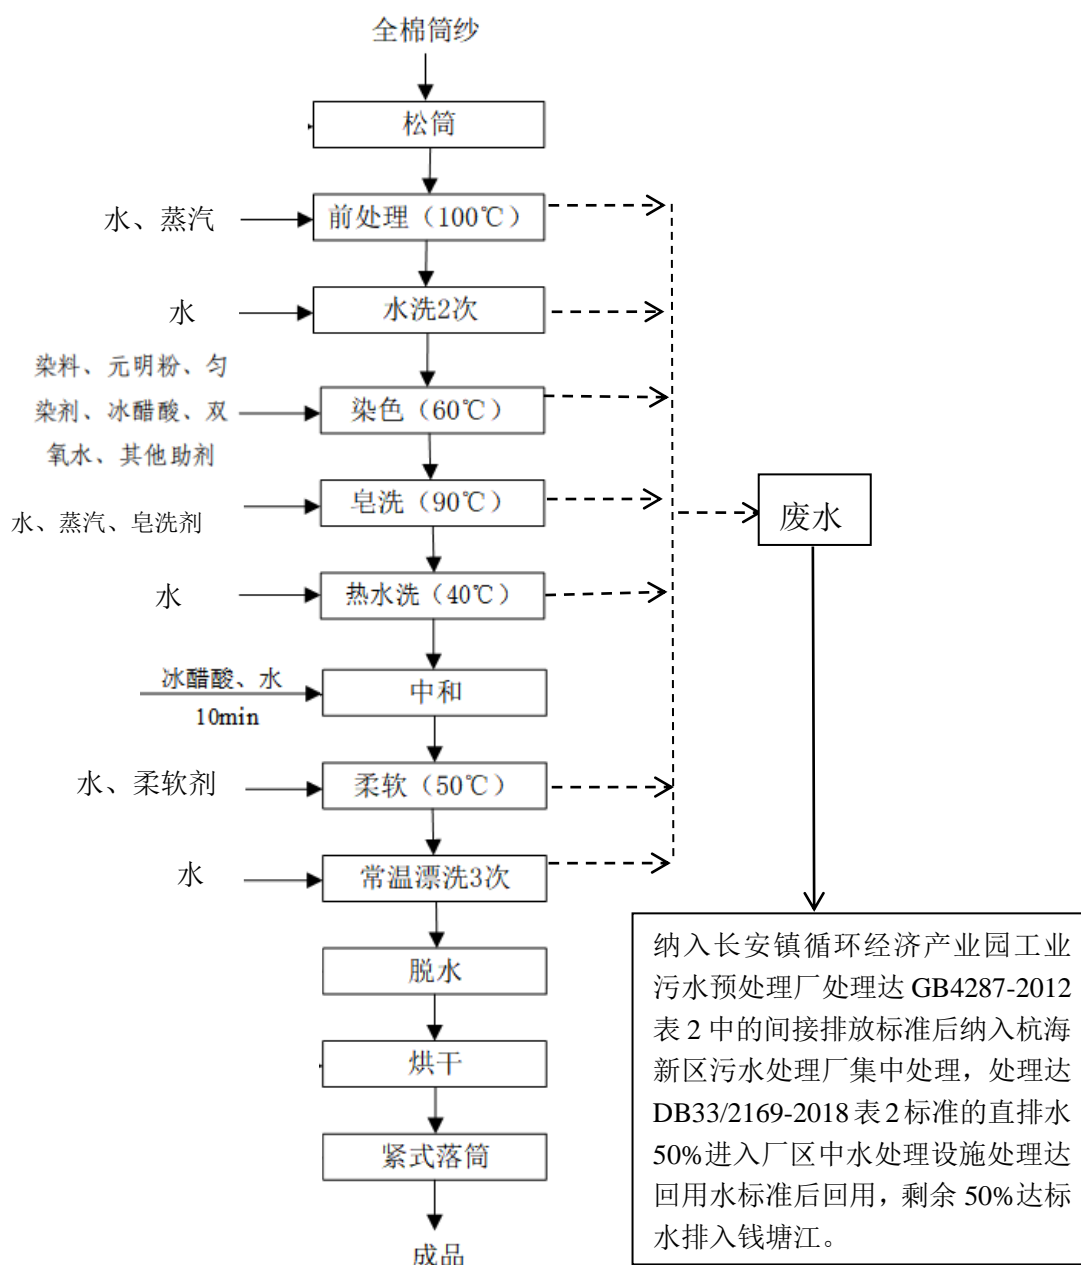 全棉筒纱
松筒
水、蒸汽
前处理（100℃）
水
水洗2次
染料、元明粉、匀
染剂、冰醋酸、双
氧水、其他助剂
染色（60℃）
水、蒸汽、皂洗剂
皂洗（90℃）
废水
水
热水洗（40℃）
冰醋酸、水
10min
中和
水、柔软剂
柔软（50℃）
水
常温漂洗3次
脱水
烘干
紧式落筒
成品
纳入长安镇循环经济产业园工业
污水预处理厂处理达 GB4287-2012
表 2 中的间接排放标准后纳入杭海
新区污水处理厂集中处理，处理达
DB33/2169-2018 表 2 标准的直排水
50%进入厂区中水处理设施处理达
回用水标准后回用，剩余 50%达标
水排入钱塘江。